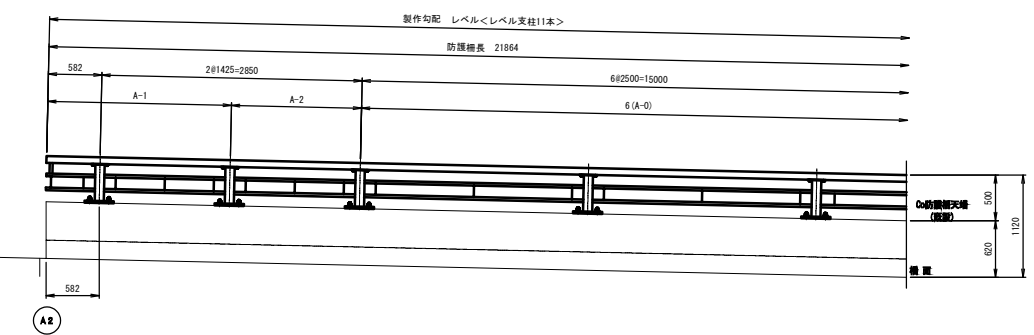 製作勾配 レベル<レベル支柱11本>
防護柵長 21864
582
2@1425=2850
6@2500=15000
A-1
A-2
6(A-0)
Co防護柵天端
500
1120
620
橋面
582
A2